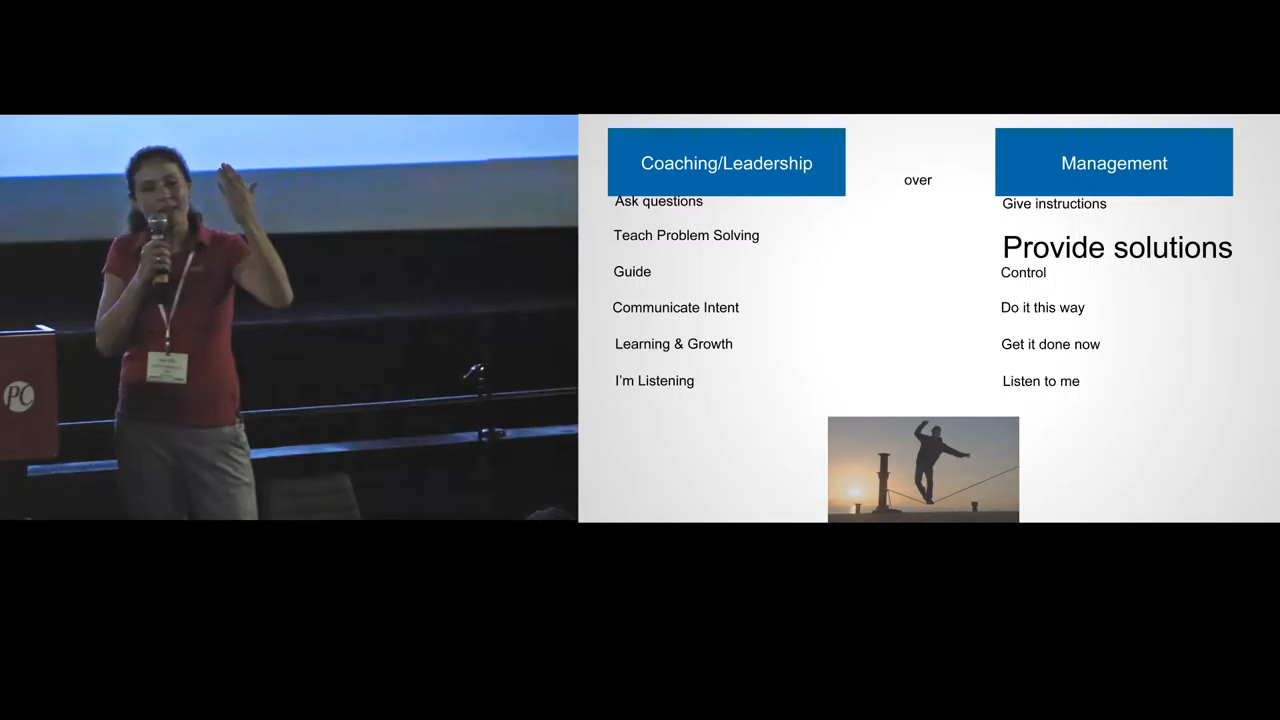 Coaching/Leadership
over
Management
Ask questions
Give instructions
Teach Problem Solving
Provide solutions
Guide
Control
Communicate Intent
Do it this way
Learning & Growth
Get it done now
I'm Listening
Listen to me
PC